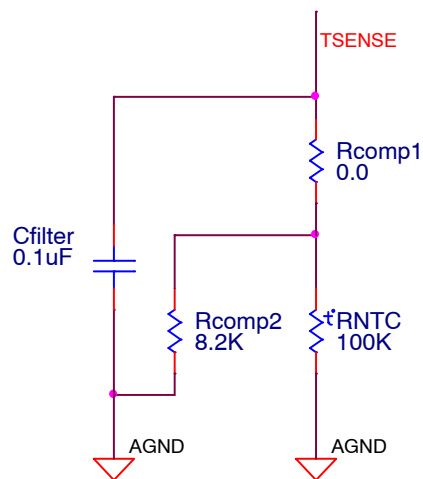 TSENSE
Rcomp1
0.0
Cfilter
0.1uF
Rcomp2
8.2K
t° RNTC
100K
AGND
AGND